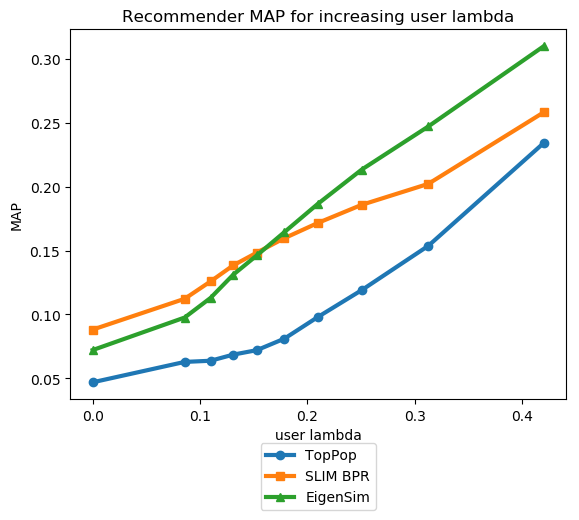 Recommender MAP for increasing user lambda
0.30
0.25
0.20
0.15
0.10
0.05
MAP
0.0 0.1 0.2 0.3 0.4
user lambda
TopPop
SLIM BPR
EigenSim